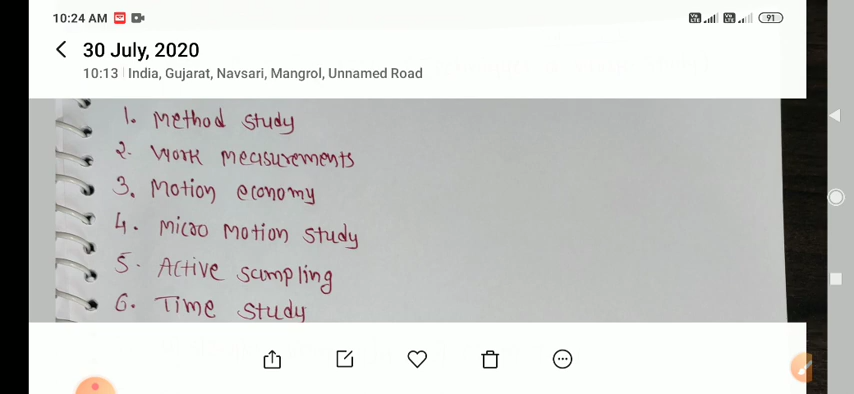 10:24 AM
91
30 July, 2020
10:13 India, Gujarat, Navsari, Mangrol, Unnamed Road
1. Method study
2. Work measurements
3. Motion economy
4. Micro motion study
5. Active sampling
6. Time study